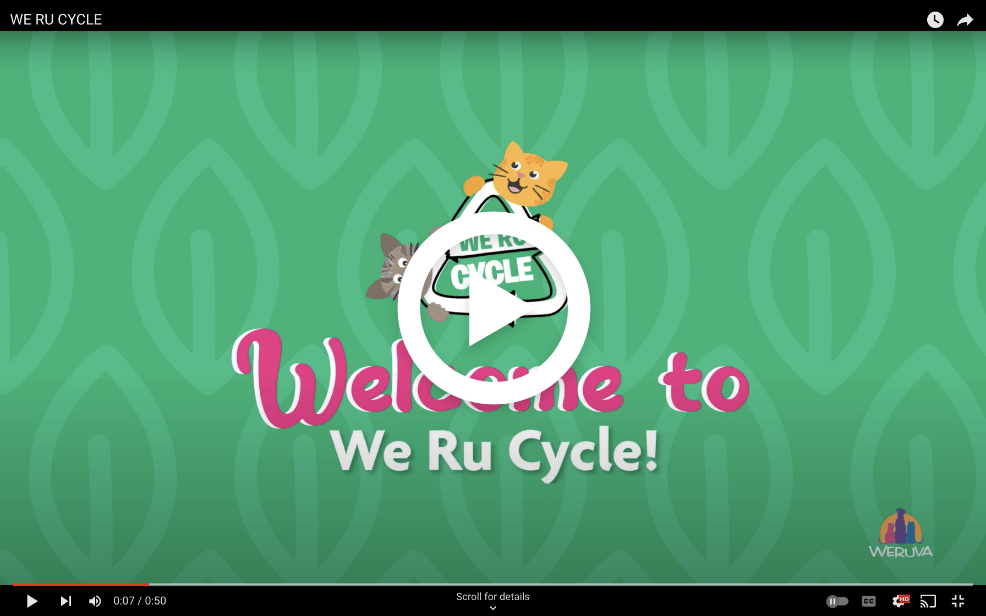 WE RU CYCLE
WE RU
CYCLE
Welcome to
We Ru Cycle!
WERUVA
Scroll for details
0:07 / 0:50
CC
HD